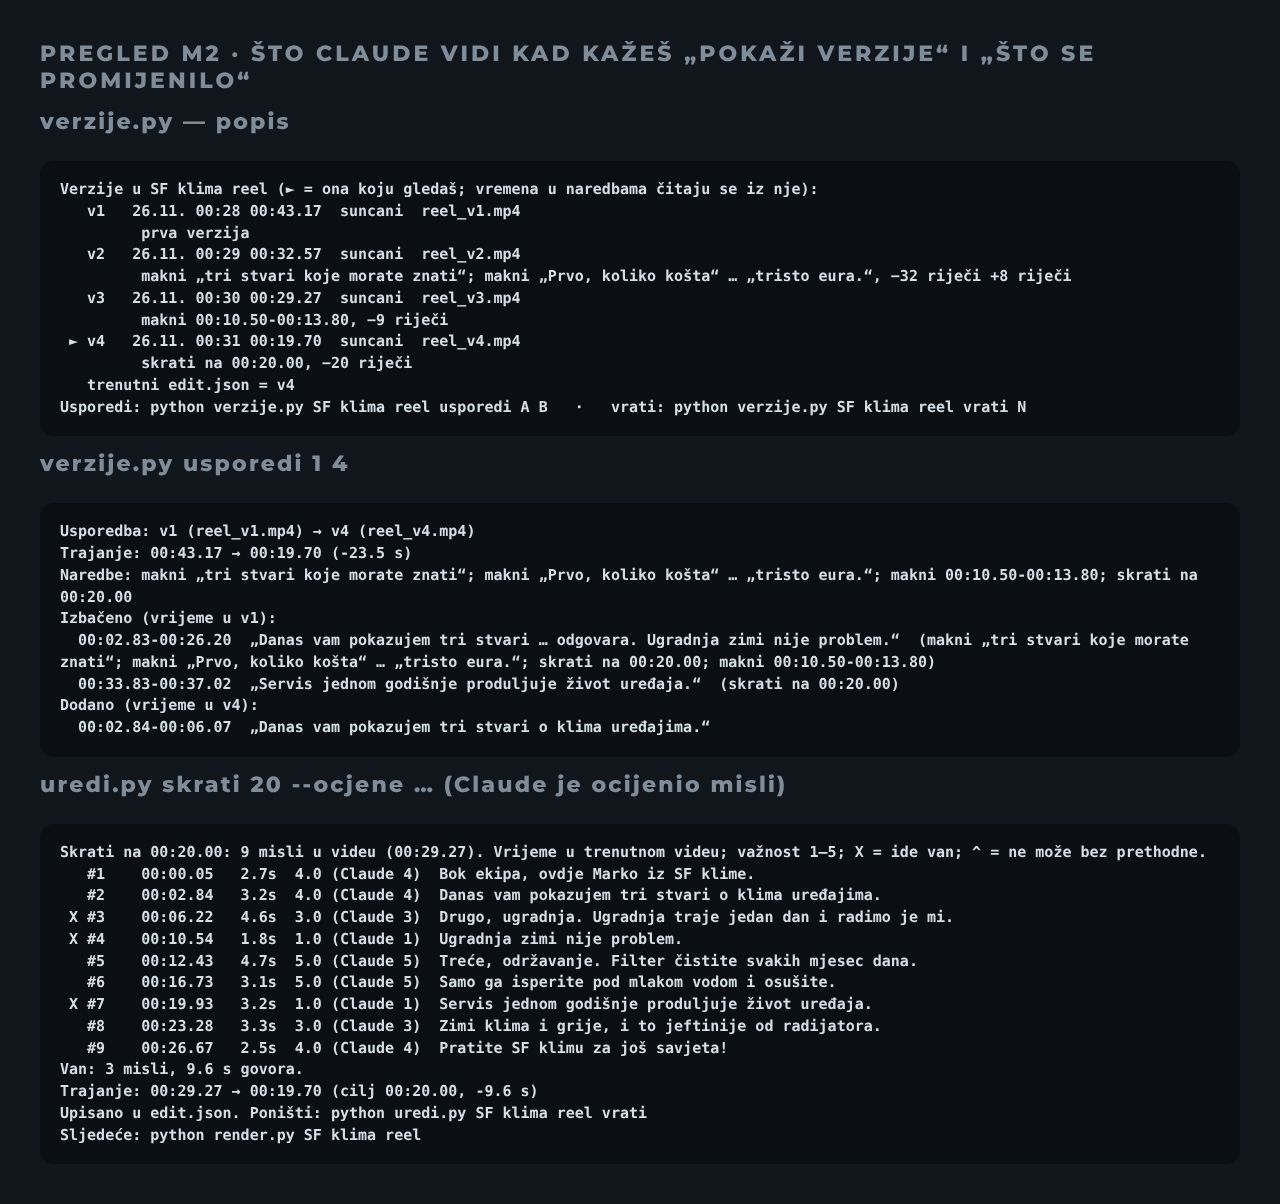 PREGLED M2 · ŠTO CLAUDE VIDI KAD KAŽEŠ „POKAŽI VERZIJE“ I „ŠTO SE
PROMIJENILO“
verzije.py — popis
Verzije u SF klima reel (► = ona koju gledaš; vremena u naredbama čitaju se iz nje):
v1 26.11. 00:28 00:43.17 suncani reel_v1.mp4
prva verzija
v2 26.11. 00:29 00:32.57 suncani reel_v2.mp4
makni „tri stvari koje morate znati“; makni „Prvo, koliko košta“ … „tristo eura.“, −32 riječi +8 riječi
v3 26.11. 00:30 00:29.27 suncani reel_v3.mp4
makni 00:10.50-00:13.80, −9 riječi
► v4 26.11. 00:31 00:19.70 suncani reel_v4.mp4
skrati na 00:20.00, −20 riječi
trenutni edit.json = v4
Usporedi: python verzije.py SF klima reel usporedi A B · vrati: python verzije.py SF klima reel vrati N
verzije.py usporedi 1 4
Usporedba: v1 (reel_v1.mp4) → v4 (reel_v4.mp4)
Trajanje: 00:43.17 → 00:19.70 (-23.5 s)
Naredbe: makni „tri stvari koje morate znati“; makni „Prvo, koliko košta“ … „tristo eura.“; makni 00:10.50-00:13.80; skrati na
00:20.00
Izbačeno (vrijeme u v1):
00:02.83-00:26.20 „Danas vam pokazujem tri stvari … odgovara. Ugradnja zimi nije problem.“ (makni „tri stvari koje morate
znati“; makni „Prvo, koliko košta“ … „tristo eura.“; skrati na 00:20.00; makni 00:10.50-00:13.80)
00:33.83-00:37.02 „Servis jednom godišnje produljuje život uređaja.“ (skrati na 00:20.00)
Dodano (vrijeme u v4):
00:02.84-00:06.07 „Danas vam pokazujem tri stvari o klima uređajima.“
uredi.py skrati 20 --ocjene … (Claude je ocijenio misli)
Skrati na 00:20.00: 9 misli u videu (00:29.27). Vrijeme u trenutnom videu; važnost 1–5; X = ide van; ^ = ne može bez prethodne.
#1 00:00.05 2.7s 4.0 (Claude 4) Bok ekipa, ovdje Marko iz SF klime.
#2 00:02.84 3.2s 4.0 (Claude 4) Danas vam pokazujem tri stvari o klima uređajima.
X #3 00:06.22 4.6s 3.0 (Claude 3) Drugo, ugradnja. Ugradnja traje jedan dan i radimo je mi.
X #4 00:10.54 1.8s 1.0 (Claude 1) Ugradnja zimi nije problem.
#5 00:12.43 4.7s 5.0 (Claude 5) Treće, održavanje. Filter čistite svakih mjesec dana.
#6 00:16.73 3.1s 5.0 (Claude 5) Samo ga isperite pod mlakom vodom i osušite.
X #7 00:19.93 3.2s 1.0 (Claude 1) Servis jednom godišnje produljuje život uređaja.
#8 00:23.28 3.3s 3.0 (Claude 3) Zimi klima i grije, i to jeftinije od radijatora.
#9 00:26.67 2.5s 4.0 (Claude 4) Pratite SF klimu za još savjeta!
Van: 3 misli, 9.6 s govora.
Trajanje: 00:29.27 → 00:19.70 (cilj 00:20.00, -9.6 s)
Upisano u edit.json. Poništi: python uredi.py SF klima reel vrati
Sljedeće: python render.py SF klima reel